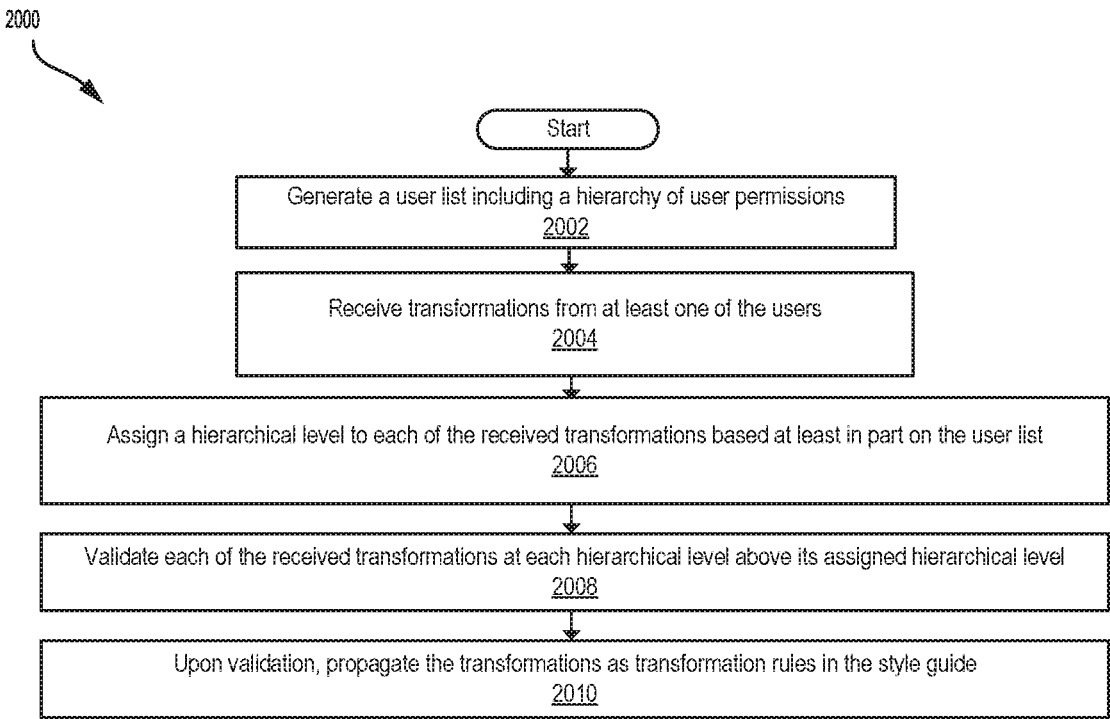 2000
Start
Generate a user list including a hierarchy of user permissions
2002
Receive transformations from at least one of the users
2004
Assign a hierarchical level to each of the received transformations based at least in part on the user list
2006
Validate each of the received transformations at each hierarchical level above its assigned hierarchical level
2008
Upon validation, propagate the transformations as transformation rules in the style guide
2010